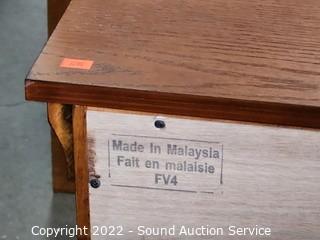 Made In Malaysia
Fait en malaisie
FV4
Copyright 2022 - Sound Auction Service